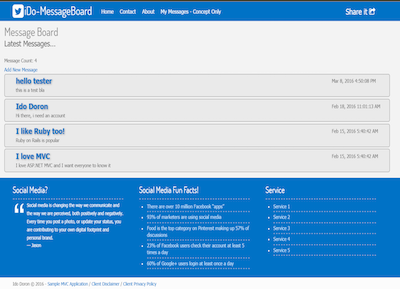 iDo-MessageBoard
Home Contact About My Messages - Concept Only
Share it
Message Board
Latest Messages...
Message Count: 4
Add New Message
hello tester
Mar 8, 2016 4:50:08 PM
this is a test bla
Ido Doron
Feb 18, 2016 11:01:13 AM
Hi there, i need an account
I like Ruby too!
Feb 15, 2016 5:40:42 AM
Ruby on Rails is popular
I love MVC
Feb 15, 2016 5:40:42 AM
I love ASP.NET MVC and I want everyone to know it
Social Media?
“ Social media is changing the way we communicate and
the way we are perceived, both positively and negatively.
Every time you post a photo, or update your status, you
are contributing to your own digital footprint and
personal brand.
— Jason
Social Media Fun Facts!
There are over 10 million Facebook "apps"
93% of marketers are using social media
Food is the top category on Pinterest making up 57% of
discussions
23% of Facebook users check their account at least 5
times a day
60% of Google+ users login at least once a day
Service
Service 1
Service 2
Service 3
Service 4
Service 5
Ido Doron © 2016 - Sample MVC Application / Client Disclaimer / Client Privacy Policy